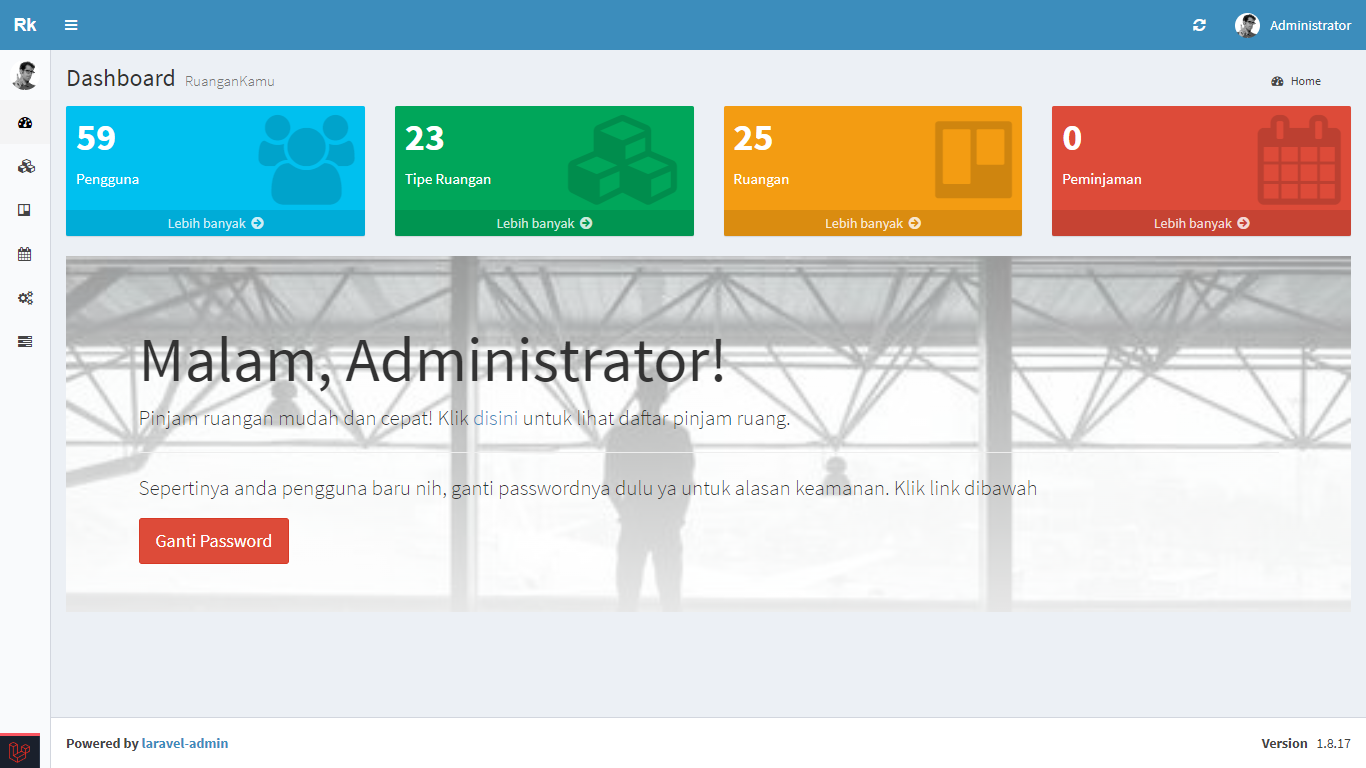 Rk
Administrator
Dashboard RuanganKamu
Home
59
Pengguna
Lebih banyak
23
Tipe Ruangan
Lebih banyak
25
Ruangan
Lebih banyak
0
Peminjaman
Lebih banyak
Malam, Administrator!
Pinjam ruangan mudah dan cepat! Klik disini untuk lihat daftar pinjam ruang.
Sepertinya anda pengguna baru nih, ganti passwordnya dulu ya untuk alasan keamanan. Klik link dibawah
Ganti Password
Powered by laravel-admin
Version 1.8.17